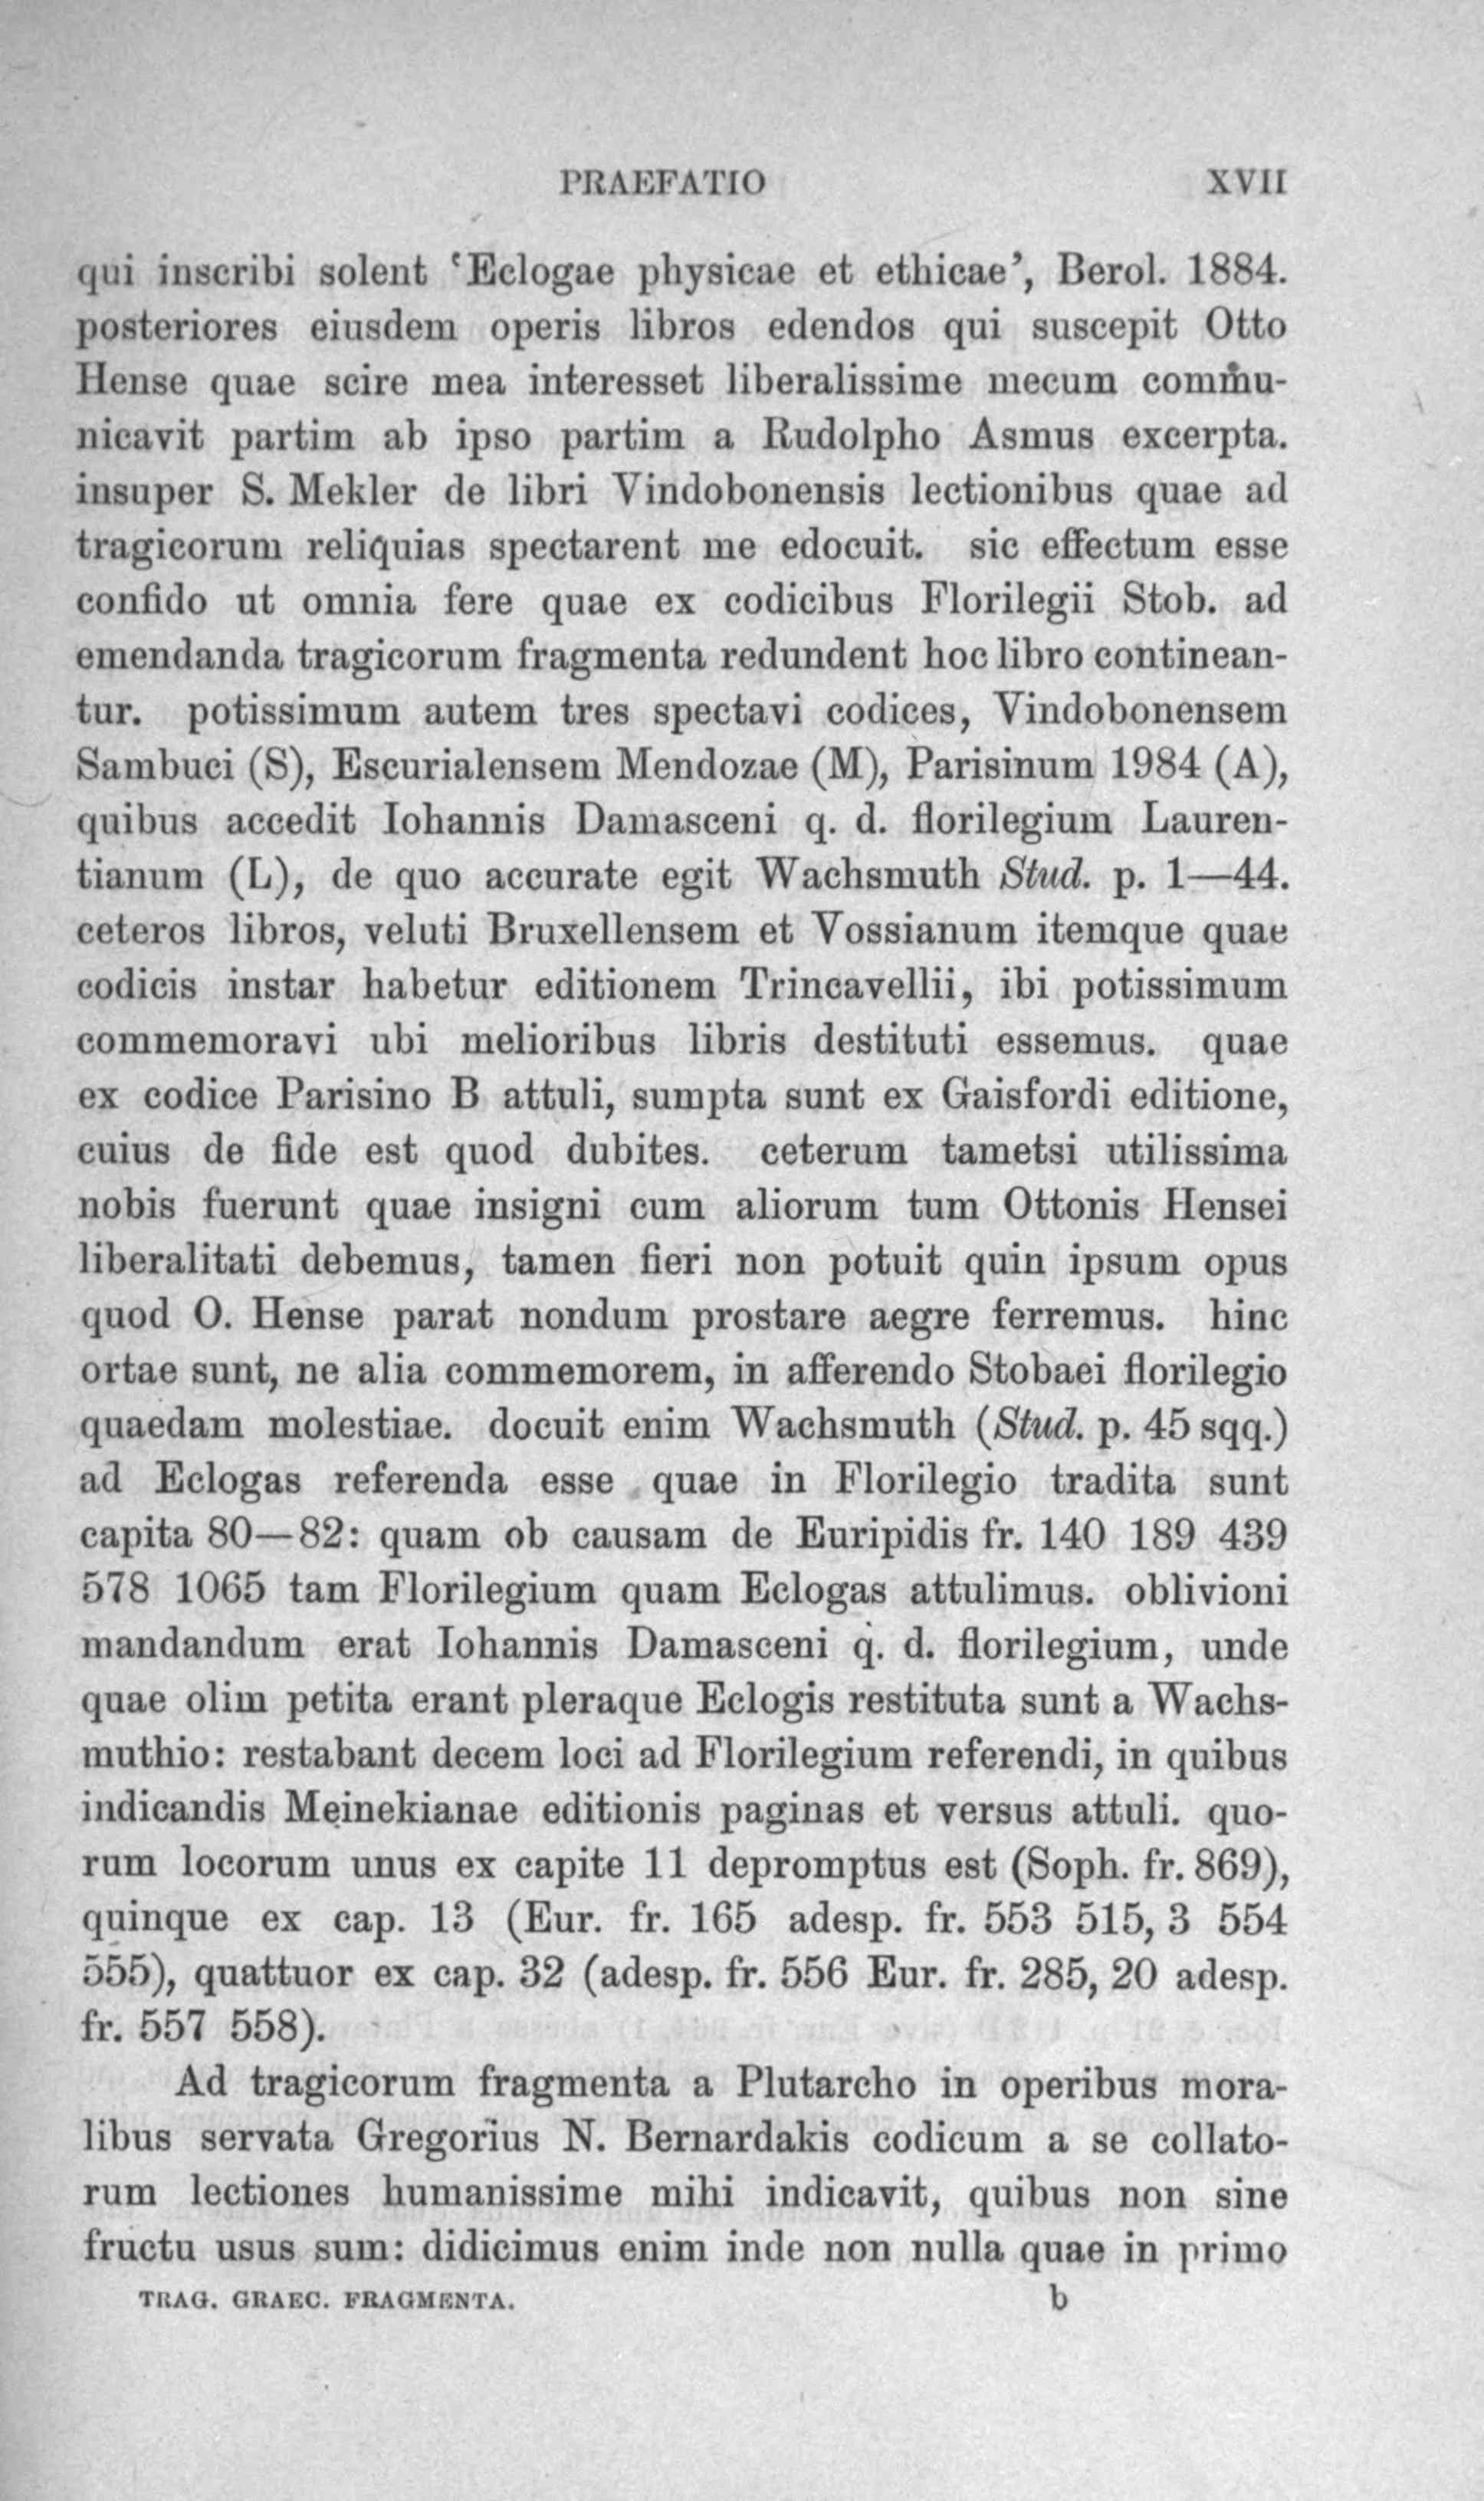 PRAEFATIO XVII
qui inscribi solent ‘Eclogae physicae et ethicae’, Berol. 1884.
posteriores eiusdem operis libros edendos qui suscepit Otto
Hense quae scire mea interesset liberalissime mecum commu-
nicavit partim ab ipso partim a Rudolpho Asmus excerpta.
insuper S. Mekler de libri Vindobonensis lectionibus quae ad
tragicorum reliquias spectarent me edocuit. sic effectum esse
confido ut omnia fere quae ex codicibus Florilegii Stob. ad
emendanda tragicorum fragmenta redundent hoc libro continean-
tur. potissimum autem tres spectavi codices, Vindobonensem
Sambuci (S), Escurialensem Mendozae (M), Parisinum 1984 (A),
quibus accedit Iohannis Damasceni q. d. florilegium Lauren-
tianum (L), de quo accurate egit Wachsmuth Stud. p. 1—44.
ceteros libros, veluti Bruxellensem et Vossianum itemque quae
codicis instar habetur editionem Trincavellii, ibi potissimum
commemoravi ubi melioribus libris destituti essemus. quae
ex codice Parisino B attuli, sumpta sunt ex Gaisfordi editione,
cuius de fide est quod dubites. ceterum tametsi utilissima
nobis fuerunt quae insigni cum aliorum tum Ottonis Hensei
liberalitati debemus, tamen fieri non potuit quin ipsum opus
quod O. Hense parat nondum prostare aegre ferremus. hinc
ortae sunt, ne alia commemorem, in afferendo Stobaei florilegio
quaedam molestiae. docuit enim Wachsmuth (Stud. p. 45 sqq.)
ad Eclogas referenda esse quae in Florilegio tradita sunt
capita 80—82: quam ob causam de Euripidis fr. 140 189 439
578 1065 tam Florilegium quam Eclogas attulimus. oblivioni
mandandum erat Iohannis Damasceni q. d. florilegium, unde
quae olim petita erant pleraque Eclogis restituta sunt a Wachs-
muthio: restabant decem loci ad Florilegium referendi, in quibus
indicandis Meinekianae editionis paginas et versus attuli. quo-
rum locorum unus ex capite 11 depromptus est (Soph. fr. 869),
quinque ex cap. 13 (Eur. fr. 165 adesp. fr. 553 515, 3 554
555), quattuor ex cap. 32 (adesp. fr. 556 Eur. fr. 285, 20 adesp.
fr. 557 558).
Ad tragicorum fragmenta a Plutarcho in operibus mora-
libus servata Gregorius N. Bernardakis codicum a se collato-
rum lectiones humanissime mihi indicavit, quibus non sine
fructu usus sum: didicimus enim inde non nulla quae in primo
TRAG. GRAEC. FRAGMENTA. b